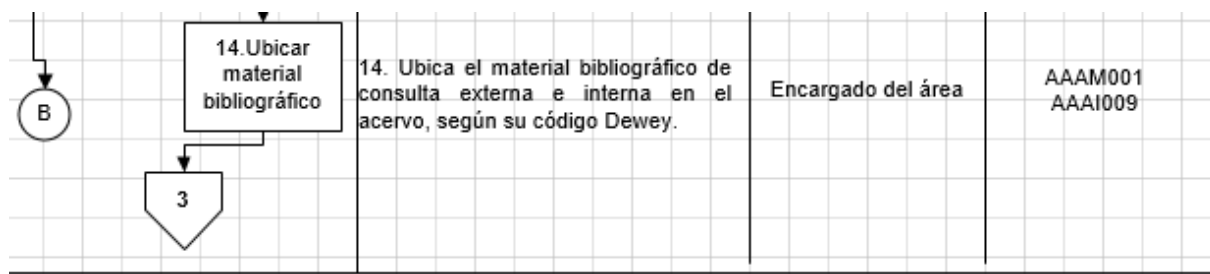 14.Ubicar
material
bibliográfico
B
3
14. Ubica el material bibliográfico de
consulta externa e interna en el
acervo, según su código Dewey.
Encargado del área
AAAM001
AAAI009